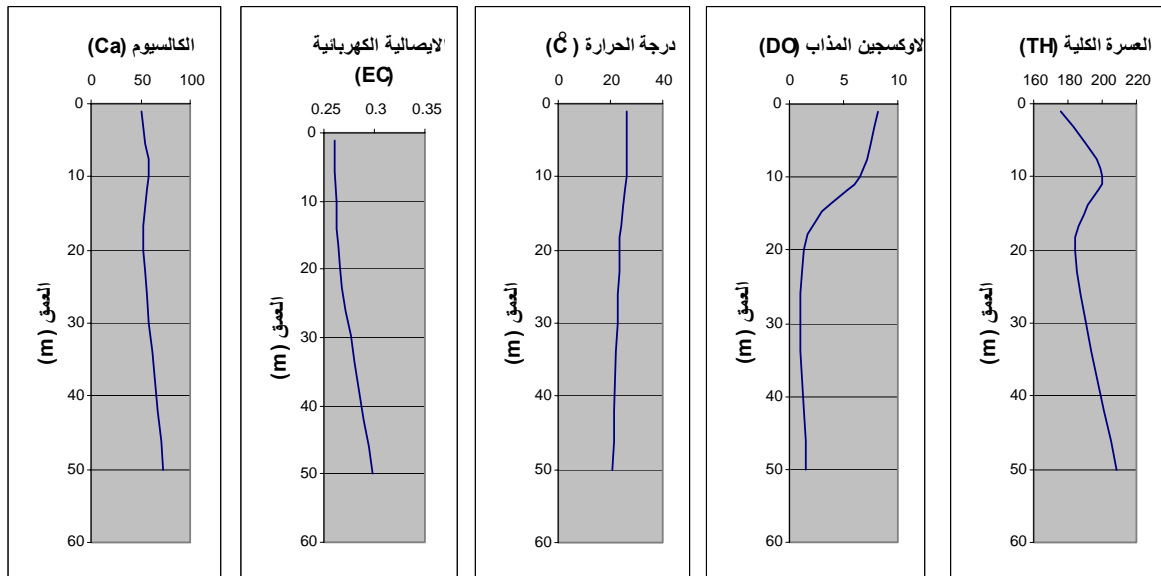 الكالسيوم (Ca)
0 50 100
0
10
20
30
40
50
60
العمق (m)
الايصالية الكهربائية
(EC)
0.25 0.3 0.35
0
10
20
30
40
50
60
العمق (m)
درجة الحرارة (C̊)
0 20 40
0
10
20
30
40
50
60
العمق (m)
لاوكسجين المذاب (DO)
0 5 10
0
10
20
30
40
50
60
العمق (m)
العسرة الكلية (TH)
160 180 200 220
0
10
20
30
40
50
60
العمق (m)